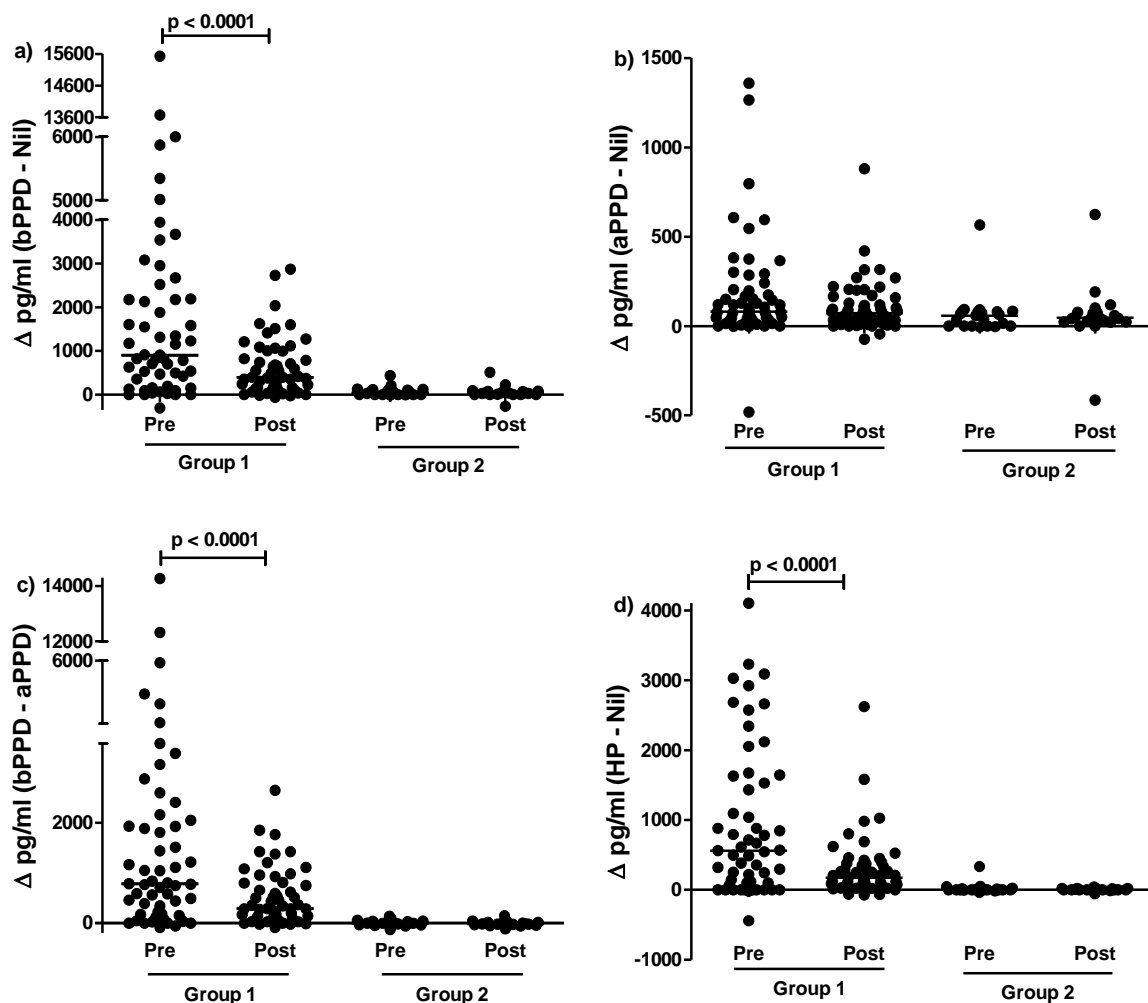 a)
p < 0.0001
Δ pg/ml (bPPD - Nil)
15600
14600
13600
6000
5000
4000
3000
2000
1000
0
Pre
Post
Pre
Post
Group 1
Group 2
b)
Δ pg/ml (aPPD - Nil)
1500
1000
500
0
-500
Pre
Post
Pre
Post
Group 1
Group 2
c)
p < 0.0001
Δ pg/ml (bPPD - aPPD)
14000
12000
6000
2000
0
Pre
Post
Pre
Post
Group 1
Group 2
d)
p < 0.0001
Δ pg/ml (HP - Nil)
4000
3000
2000
1000
0
-1000
Pre
Post
Pre
Post
Group 1
Group 2